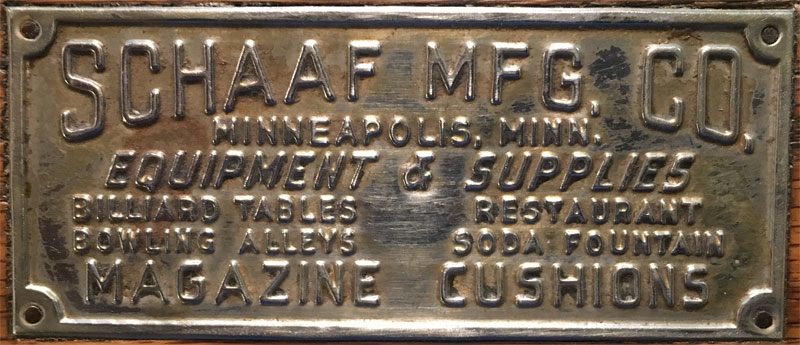 SCHAAF MFG. CO.
MINNEAPOLIS, MINN.
EQUIPMENT & SUPPLIES
BILLIARD TABLES RESTAURANT
BOWLING ALLEYS SODA FOUNTAIN
MAGAZINE CUSHIONS